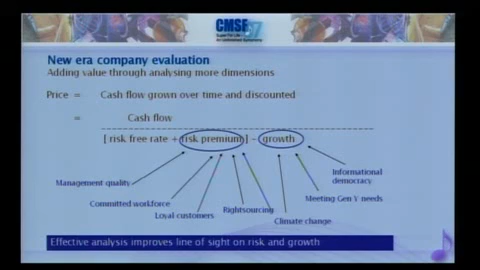 CMSF 07
New era company evaluation
Adding value through analysing more dimensions
Price = Cash flow grown over time and discounted
= Cash flow
[ risk free rate + risk premium ] - growth
Informational
democracy
Management quality
Meeting Gen Y needs
Committed workforce
Rightsourcing
Loyal customers
Climate change
Effective analysis improves line of sight on risk and growth